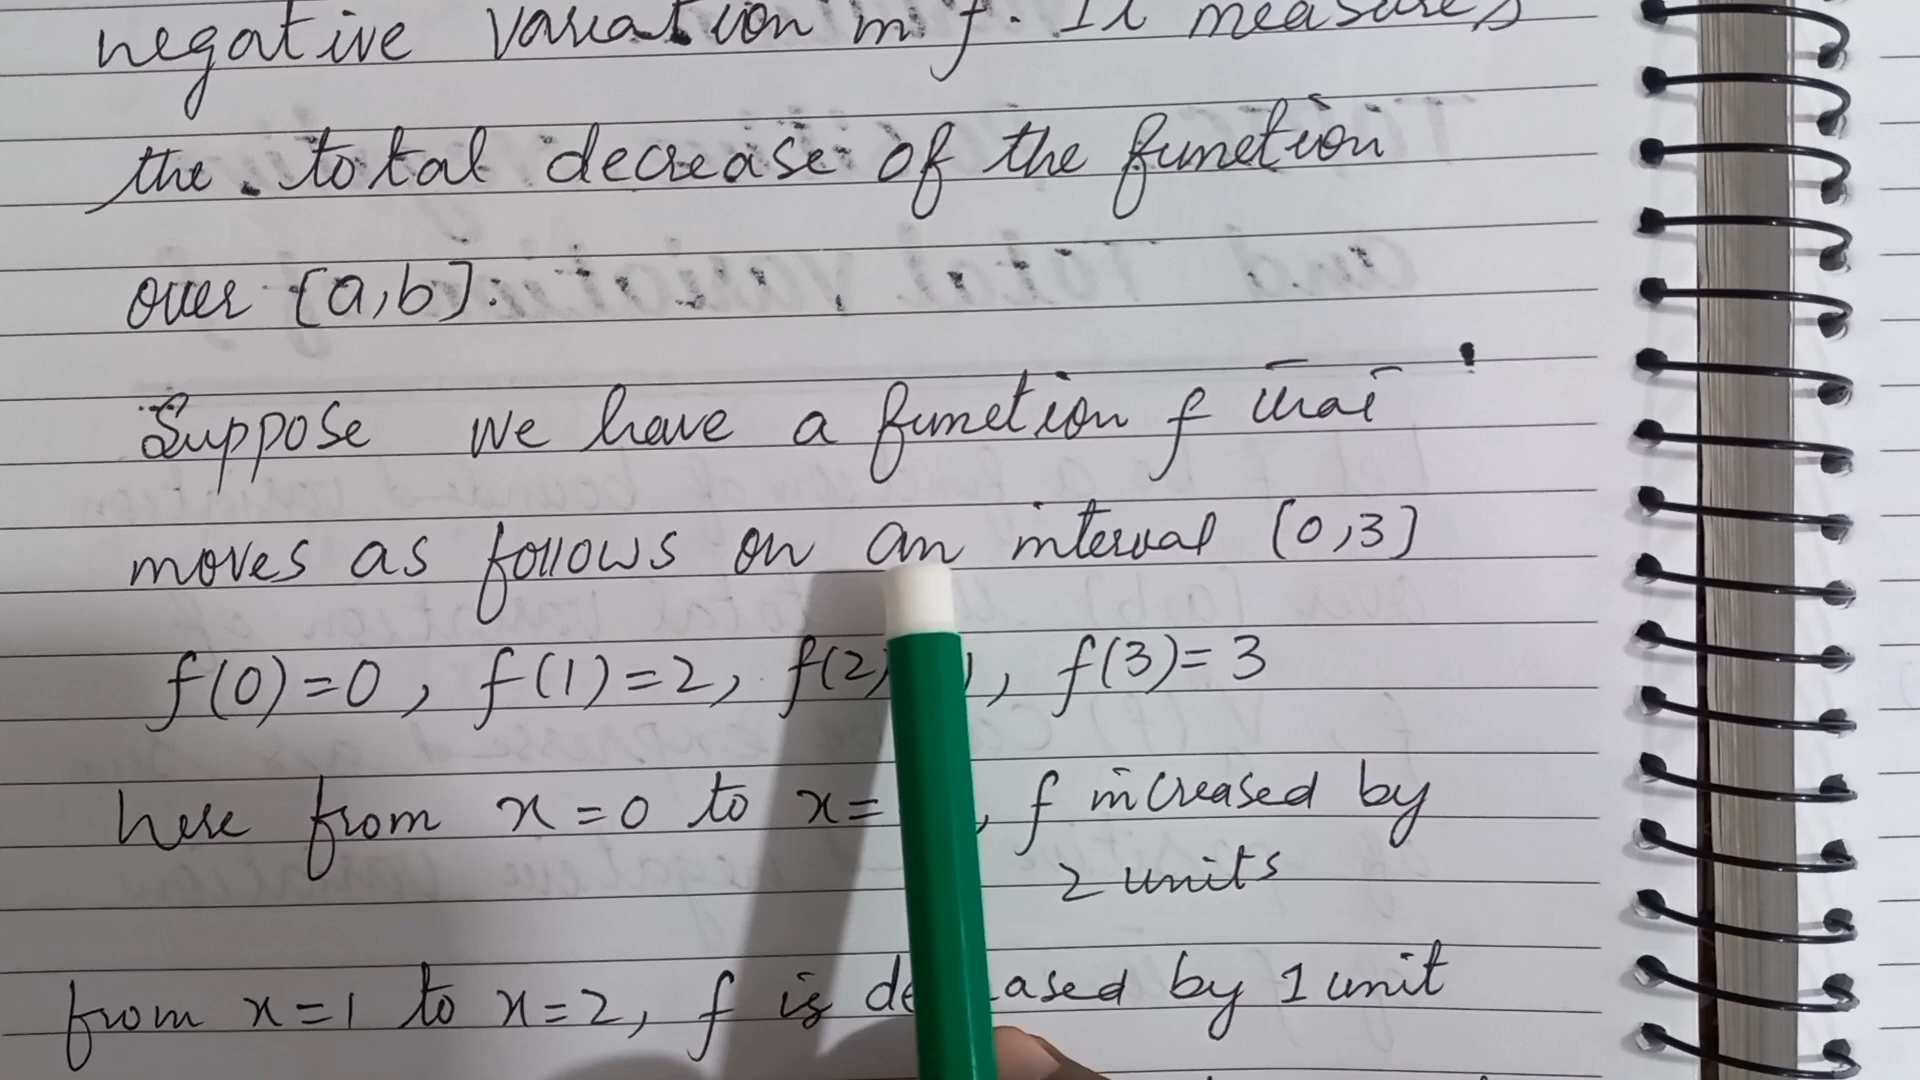 negative variation in f. It measures
the total decrease of the function
over [a,b].
Suppose we have a function f that
moves as follows on an interval [0,3]
f(0)=0, f(1)=2, f(2) , f(3)=3
here from x=0 to x= , f increased by
2 units
from x=1 to x=2, f is by 1 unit